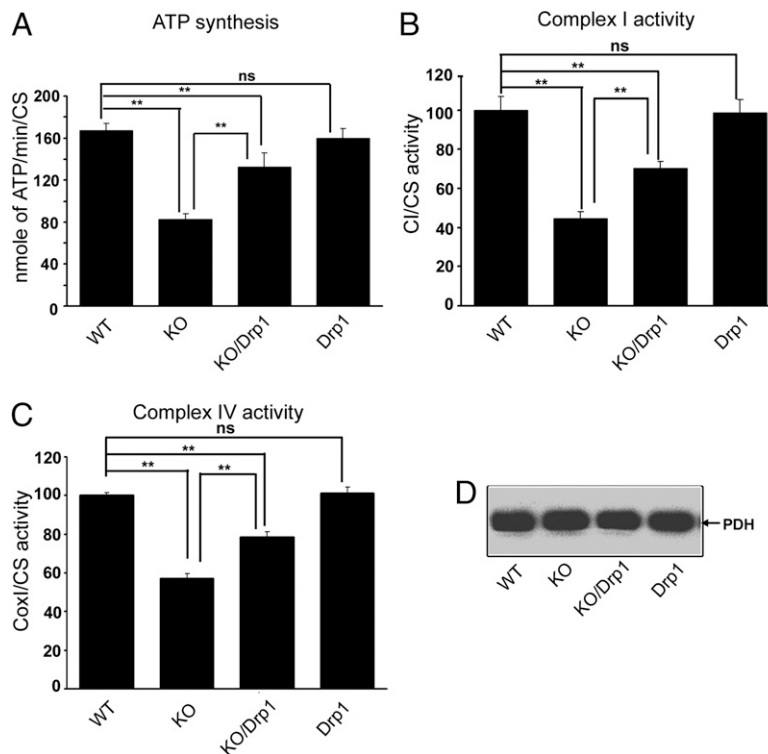 A
ATP synthesis
nmole of ATP/min/CS
200
160
120
80
40
0
ns
**
**
**
WT
KO
KO/Drp1
Drp1
B
Complex I activity
CI/CS activity
120
100
80
60
40
20
0
ns
**
**
**
WT
KO
KO/Drp1
Drp1
C
Complex IV activity
CoxI/CS activity
120
100
80
60
40
20
0
ns
**
**
**
WT
KO
KO/Drp1
Drp1
D
PDH
WT
KO
KO/Drp1
Drp1